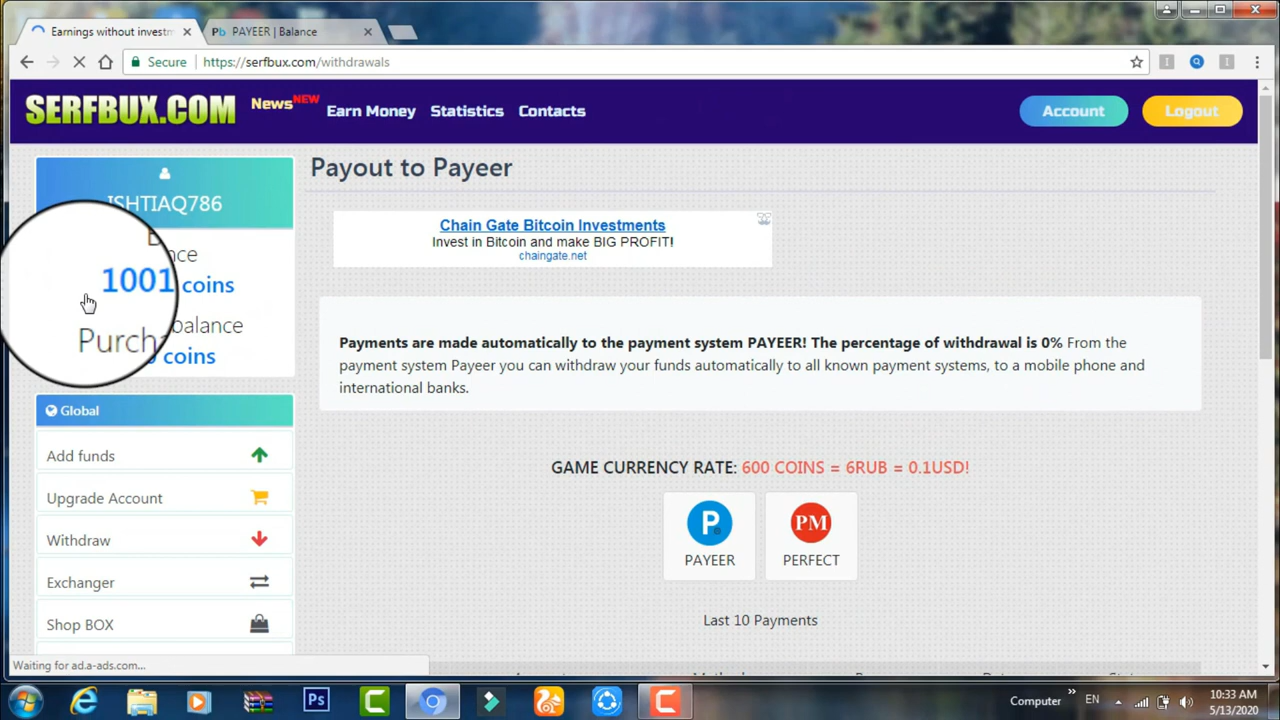 Earnings without investm
PAYEER | Balance
Secure
https://serfbux.com/withdrawals
SERFBUX.COM
News NEW
Earn Money
Statistics
Contacts
Account
Logout
ISHTIAQ786
1001 coins
balance
coins
Global
Add funds
Upgrade Account
Withdraw
Exchanger
Shop BOX
Payout to Payeer
Chain Gate Bitcoin Investments
Invest in Bitcoin and make BIG PROFIT!
chaingate.net
Payments are made automatically to the payment system PAYEER! The percentage of withdrawal is 0% From the
payment system Payeer you can withdraw your funds automatically to all known payment systems, to a mobile phone and
international banks.
GAME CURRENCY RATE: 600 COINS = 6RUB = 0.1USD!
P
PAYEER
PM
PERFECT
Last 10 Payments
Waiting for ad.a-ads.com...
Ps
Computer
EN
10:33 AM
5/13/2020